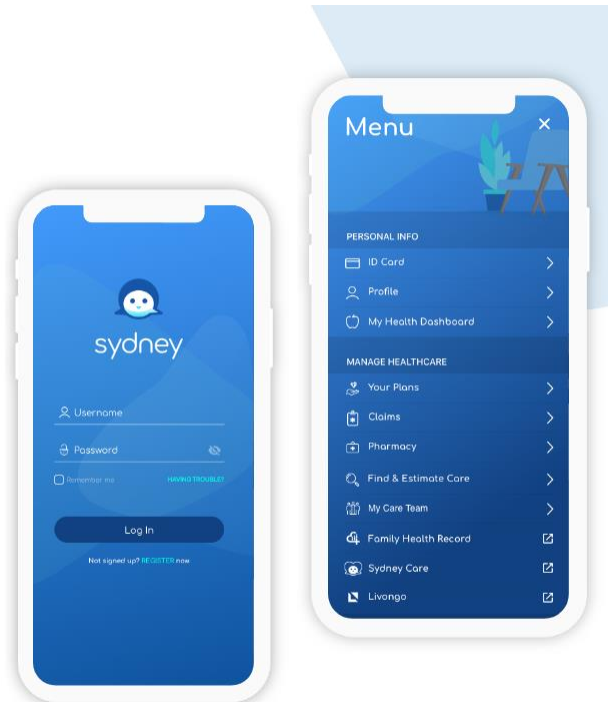 sydney
Username
Password
Remember me
HAVING TROUBLE?
Log In
Not signed up? REGISTER now
Menu
PERSONAL INFO
ID Card
Profile
My Health Dashboard
MANAGE HEALTHCARE
Your Plans
Claims
Pharmacy
Find & Estimate Care
My Care Team
Family Health Record
Sydney Care
Livongo